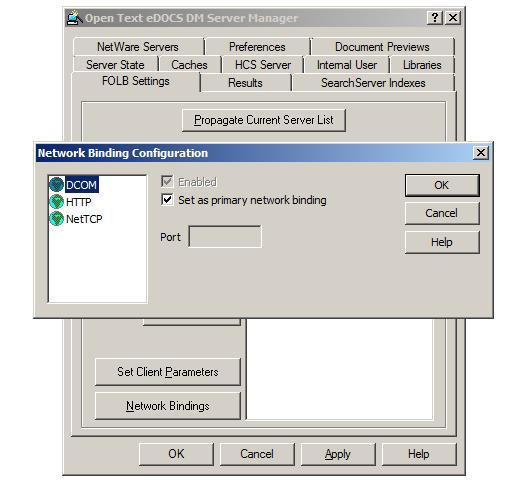 Open Text eDOCS DM Server Manager
NetWare Servers Preferences Document Previews
Server State Caches HCS Server Internal User Libraries
FOLB Settings Results SearchServer Indexes
Propagate Current Server List
Network Binding Configuration
DCOM
HTTP
NetTCP
Enabled
Set as primary network binding
Port
OK
Cancel
Help
Set Client Parameters
Network Bindings
OK Cancel Apply Help